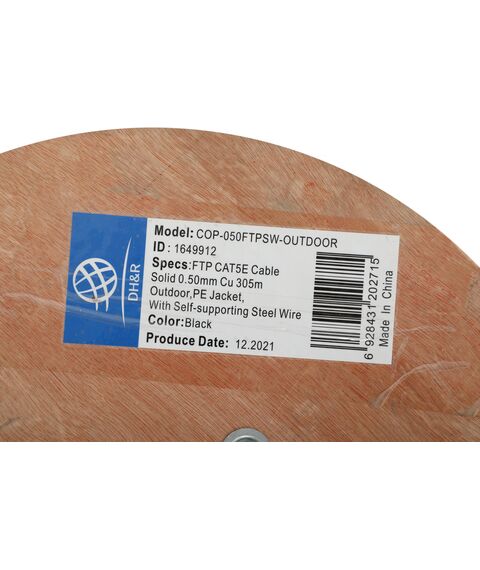 DH&R
Model: COP-050FTPSW-OUTDOOR
ID: 1649912
Specs:FTP CAT5E Cable
Solid 0.50mm Cu 305m
Outdoor,PE Jacket,
With Self-supporting Steel Wire
Color:Black
Produce Date: 12.2021
6 928431 202715
Made In China